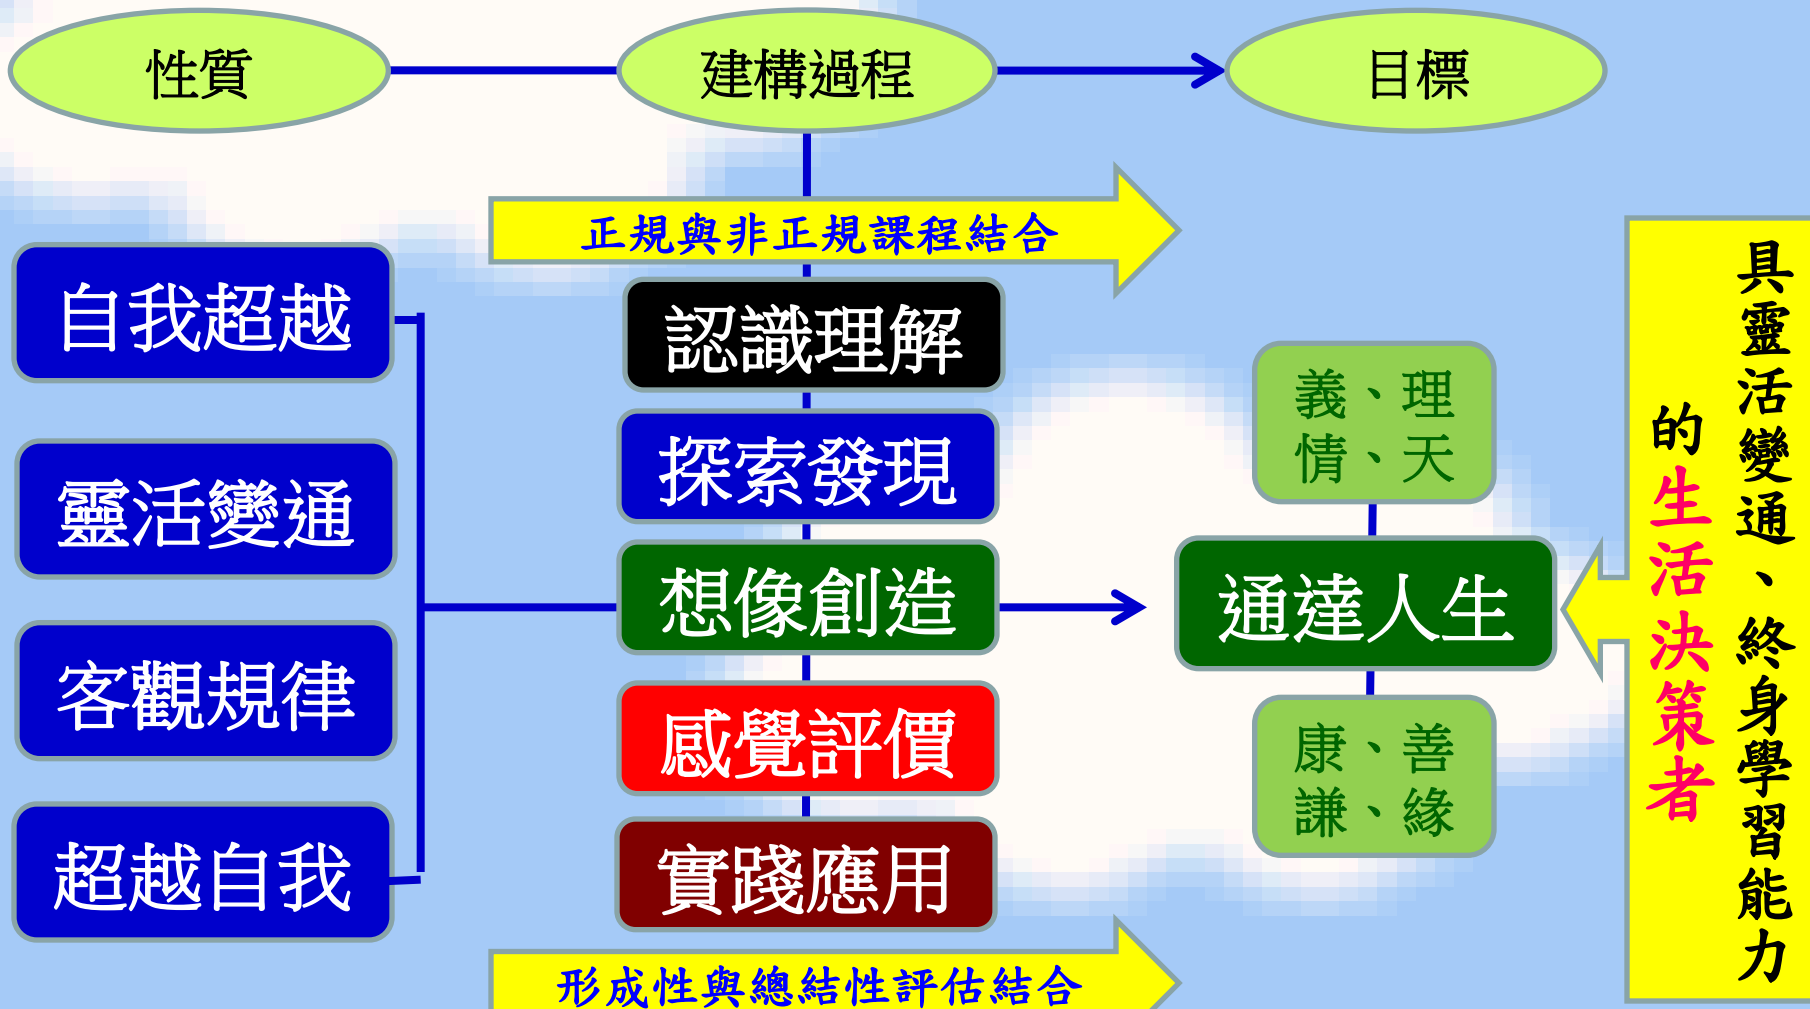 性質
建構過程
目標
正規與非正規課程結合
自我超越
靈活變通
客觀規律
超越自我
認識理解
探索發現
想像創造
感覺評價
實踐應用
形成性與總結性評估結合
義、理
情、天
通達人生
康、善
謙、緣
具靈活變通、終身學習能力
的生活決策者